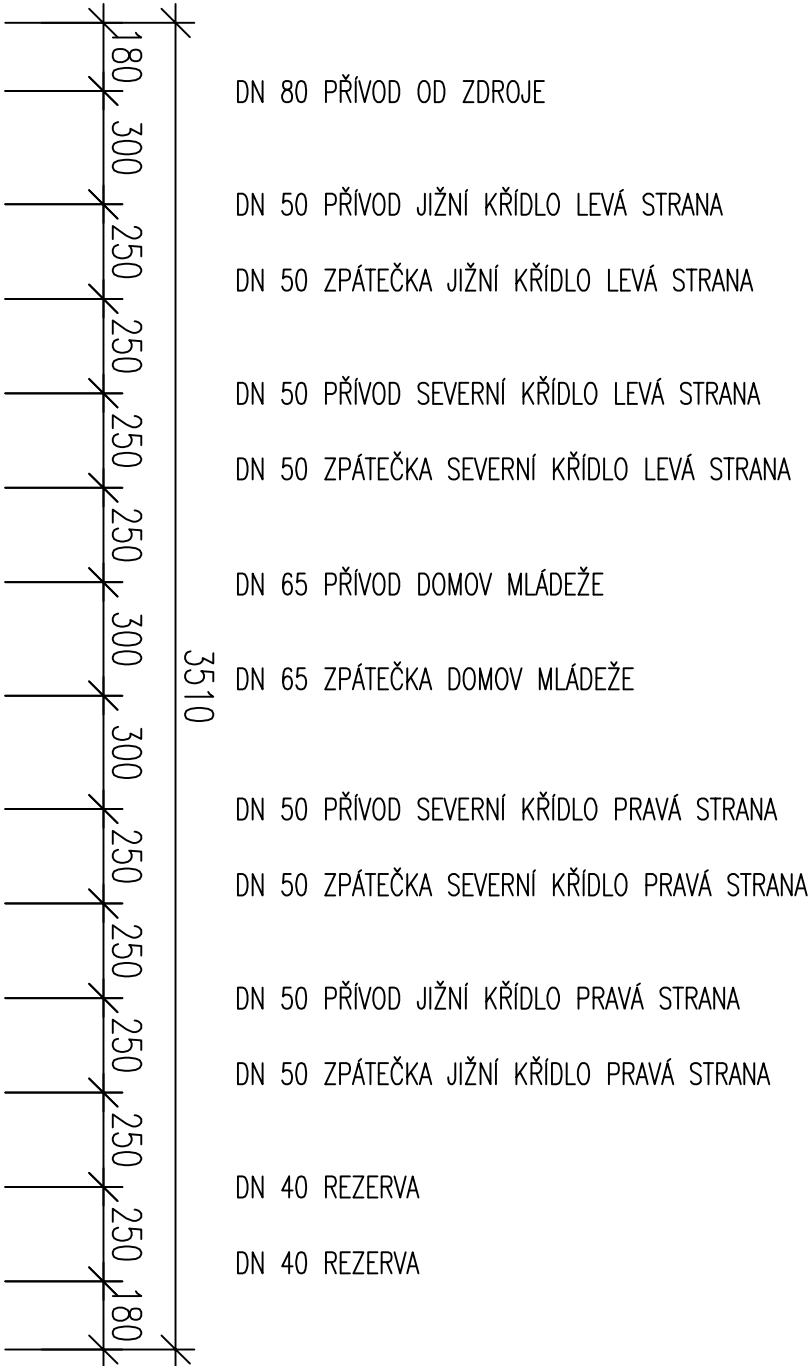 180
DN 80 PŘÍVOD OD ZDROJE
300
DN 50 PŘÍVOD JIŽNÍ KŘÍDLO LEVÁ STRANA
250
DN 50 ZPÁTEČKA JIŽNÍ KŘÍDLO LEVÁ STRANA
250
DN 50 PŘÍVOD SEVERNÍ KŘÍDLO LEVÁ STRANA
250
DN 50 ZPÁTEČKA SEVERNÍ KŘÍDLO LEVÁ STRANA
250
DN 65 PŘÍVOD DOMOV MLÁDEŽE
300
3510
DN 65 ZPÁTEČKA DOMOV MLÁDEŽE
300
DN 50 PŘÍVOD SEVERNÍ KŘÍDLO PRAVÁ STRANA
250
DN 50 ZPÁTEČKA SEVERNÍ KŘÍDLO PRAVÁ STRANA
250
DN 50 PŘÍVOD JIŽNÍ KŘÍDLO PRAVÁ STRANA
250
DN 50 ZPÁTEČKA JIŽNÍ KŘÍDLO PRAVÁ STRANA
250
DN 40 REZERVA
250
DN 40 REZERVA
180